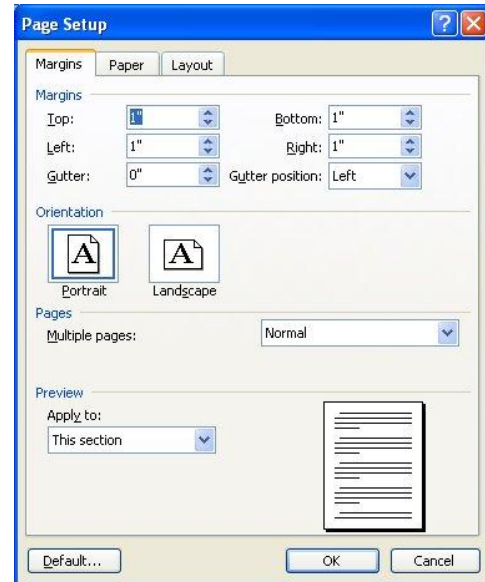 Page Setup
Margins Paper Layout
Margins
Top: 1" Bottom: 1"
Left: 1" Right: 1"
Gutter: 0" Gutter position: Left
Orientation
A A
Portrait Landscape
Pages
Multiple pages: Normal
Preview
Apply to:
This section
Default... OK Cancel